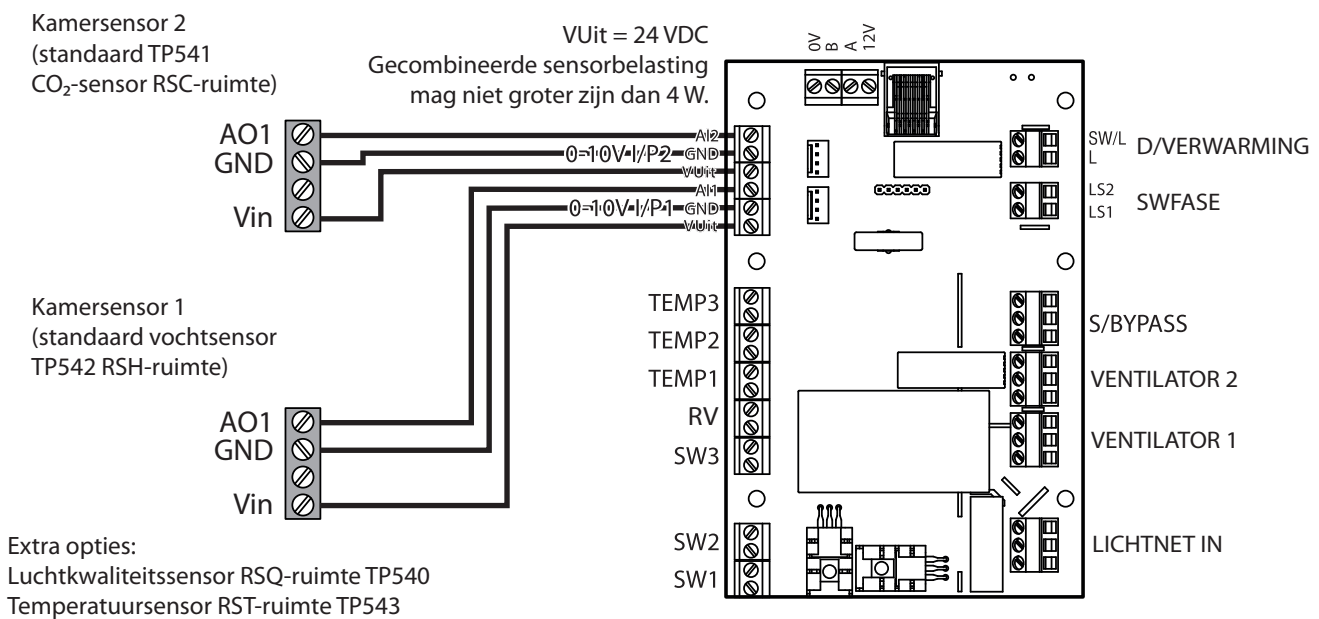 Kamersensor 2
(standaard TP541
CO₂-sensor RSC-ruimte)
VUit = 24 VDC
Gecombineerde sensorbelasting
mag niet groter zijn dan 4 W.
0V
B
A
12V
AO1
GND
Vin
0-10V I/P2
AI2
GND
VUit
0-10V I/P1
AI1
GND
VUit
SW/L
L
D/VERWARMING
LS2
LS1
SWFASE
Kamersensor 1
(standaard vochtsensor
TP542 RSH-ruimte)
AO1
GND
Vin
TEMP3
TEMP2
TEMP1
RV
SW3
SW2
SW1
S/BYPASS
VENTILATOR 2
VENTILATOR 1
LICHTNET IN
Extra opties:
Luchtkwaliteitssensor RSQ-ruimte TP540
Temperatuursensor RST-ruimte TP543